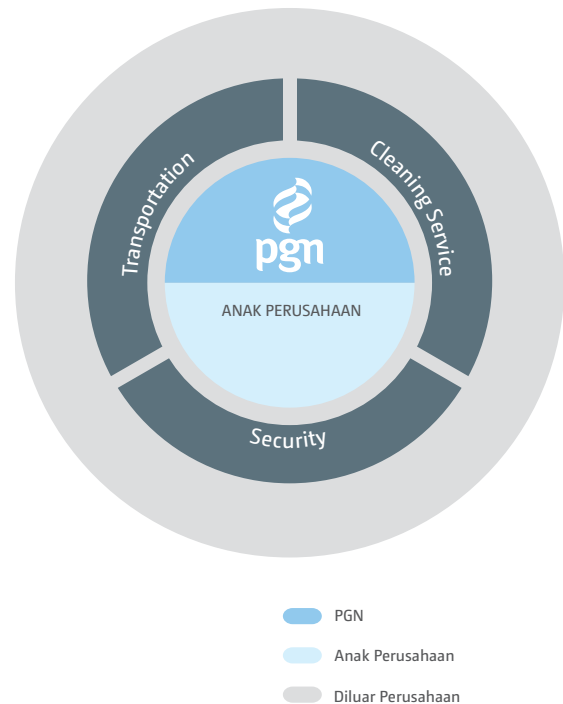 Transportation
Cleaning Service
pgn
ANAK PERUSAHAAN
Security
PGN
Anak Perusahaan
Diluar Perusahaan